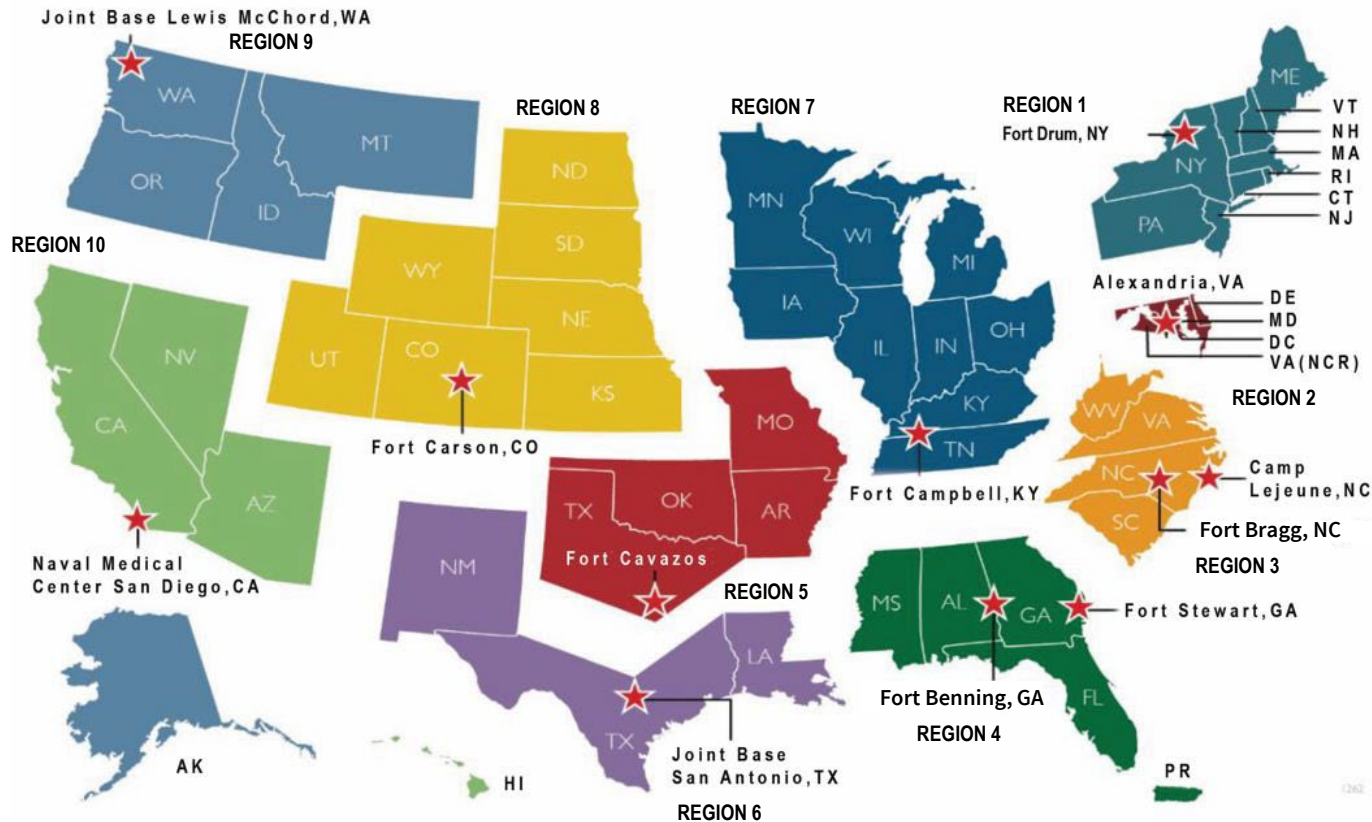 Joint Base Lewis McChord,WA
REGION 9
WA
MT
OR
ID
REGION 8
ND
SD
WY
NE
UT
CO
KS
Fort Carson,CO
REGION 7
MN
WI
MI
IA
IL
IN
OH
KY
TN
Fort Campbell,KY
REGION 1
Fort Drum, NY
ME
VT
NH
MA
RI
CT
NJ
NY
PA
Alexandria,VA
DE
MD
DC
VA(NCR)
REGION 2
REGION 10
NV
CA
AZ
Naval Medical
Center San Diego,CA
MO
OK
TX
AR
Fort Cavazos
REGION 5
WV
VA
NC
SC
Camp
Lejeune,NC
Fort Bragg, NC
REGION 3
NM
LA
TX
Joint Base
San Antonio,TX
REGION 6
MS
AL
GA
FL
Fort Stewart,GA
Fort Benning, GA
REGION 4
PR
AK
HI
1262